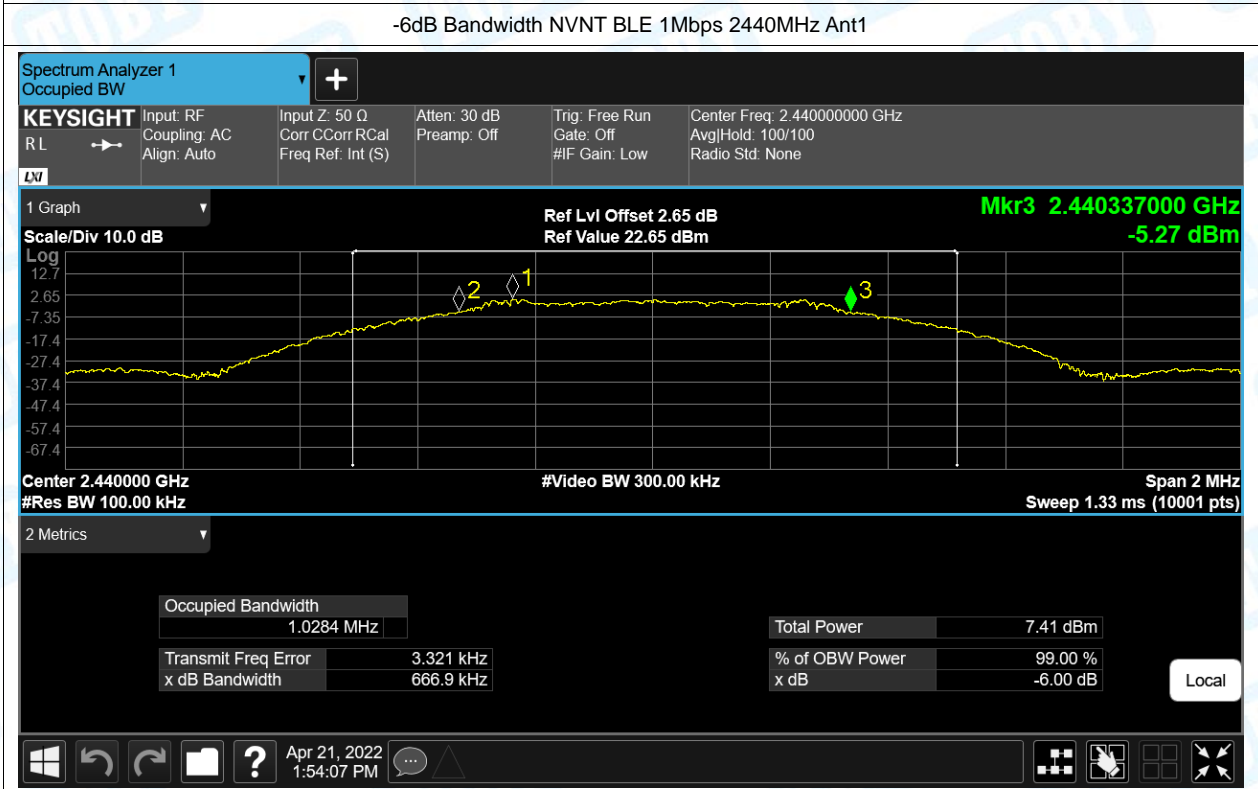 -6dB Bandwidth NVNT BLE 1Mbps 2440MHz Ant1
Spectrum Analyzer 1
Occupied BW
KEYSIGHT
RL
LXI
Input: RF
Coupling: AC
Align: Auto
Input Z: 50 Ω
Corr CCorr RCal
Freq Ref: Int (S)
Atten: 30 dB
Preamp: Off
Trig: Free Run
Gate: Off
#IF Gain: Low
Center Freq: 2.440000000 GHz
Avg|Hold: 100/100
Radio Std: None
1 Graph
Scale/Div 10.0 dB
Ref Lvl Offset 2.65 dB
Ref Value 22.65 dBm
Mkr3 2.440337000 GHz
-5.27 dBm
Log
12.7
2.65
-7.35
-17.4
-27.4
-37.4
-47.4
-57.4
-67.4
2
1
3
Center 2.440000 GHz
#Video BW 300.00 kHz
Span 2 MHz
#Res BW 100.00 kHz
Sweep 1.33 ms (10001 pts)
2 Metrics
Occupied Bandwidth
1.0284 MHz
Total Power 7.41 dBm
Transmit Freq Error 3.321 kHz
% of OBW Power 99.00 %
x dB Bandwidth 666.9 kHz
x dB -6.00 dB
Local
Apr 21, 2022
1:54:07 PM